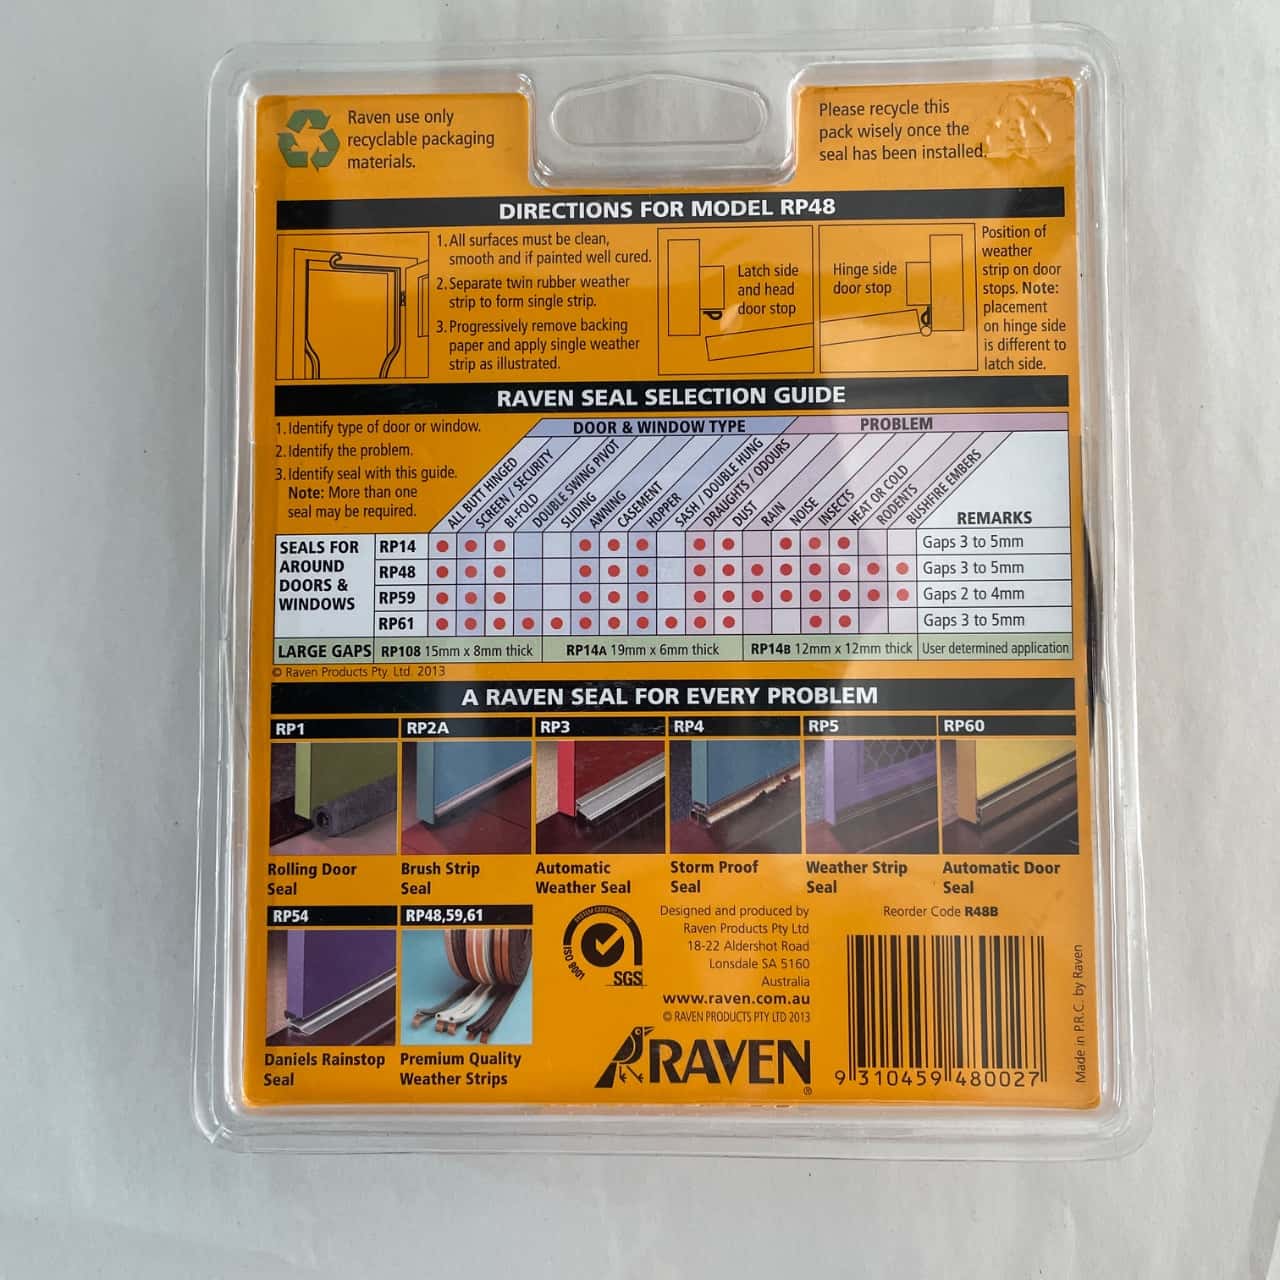 Raven use only
recyclable packaging
materials.
Please recycle this
pack wisely once the
seal has been installed.
DIRECTIONS FOR MODEL RP48
1. All surfaces must be clean,
smooth and if painted well cured.
2. Separate twin rubber weather
strip to form single strip.
3. Progressively remove backing
paper and apply single weather
strip as illustrated.
Latch side
and head
door stop
Hinge side
door stop
Position of
weather
strip on door
stops. Note:
placement
on hinge side
is different to
latch side.
RAVEN SEAL SELECTION GUIDE
1. Identify type of door or window.
2. Identify the problem.
3. Identify seal with this guide.
Note: More than one
seal may be required.
DOOR & WINDOW TYPE
PROBLEM
ALL BUTT HINGED
SCREEN / SECURITY
BI-FOLD
DOUBLE SWING PIVOT
SLIDING
AWNING
CASEMENT
HOPPER
SASH / DOUBLE HUNG
DRAUGHTS / ODOURS
DUST
RAIN
NOISE
INSECTS
HEAT OR COLD
RODENTS
BUSHFIRE EMBERS
REMARKS
SEALS FOR
AROUND
DOORS &
WINDOWS
RP14
Gaps 3 to 5mm
RP48
Gaps 3 to 5mm
RP59
Gaps 2 to 4mm
RP61
Gaps 3 to 5mm
LARGE GAPS
RP108 15mm x 8mm thick
RP14A 19mm x 6mm thick
RP14B 12mm x 12mm thick
User determined application
© Raven Products Pty. Ltd. 2013
A RAVEN SEAL FOR EVERY PROBLEM
RP1
RP2A
RP3
RP4
RP5
RP60
Rolling Door
Seal
Brush Strip
Seal
Automatic
Weather Seal
Storm Proof
Seal
Weather Strip
Seal
Automatic Door
Seal
RP54
RP48,59,61
Daniels Rainstop
Seal
Premium Quality
Weather Strips
SYSTEM CERTIFICATION
ISO 9001
SGS
Designed and produced by
Raven Products Pty Ltd
18-22 Aldershot Road
Lonsdale SA 5160
Australia
www.raven.com.au
© RAVEN PRODUCTS PTY LTD 2013
RAVEN®
Reorder Code R48B
9 310459 480027
Made in P.R.C. by Raven